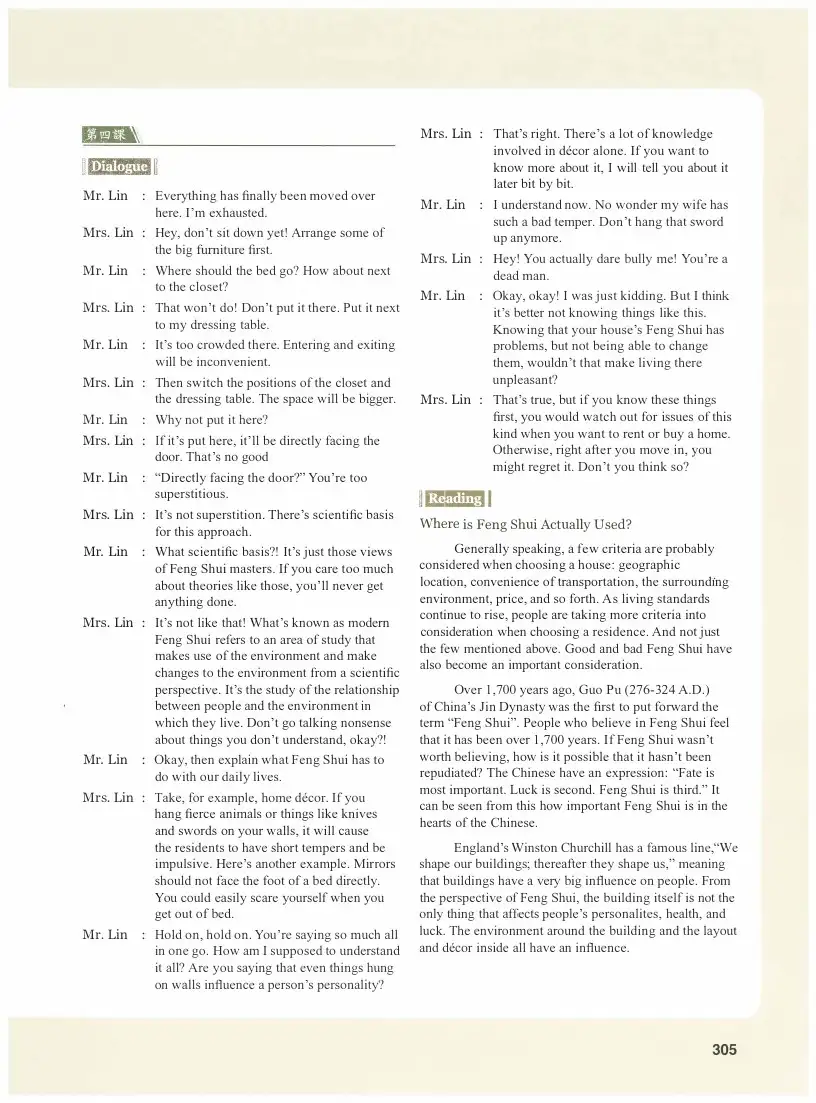 第四課
Dialogue
Mr. Lin : Everything has finally been moved over
here. I'm exhausted.
Mrs. Lin : Hey, don't sit down yet! Arrange some of
the big furniture first.
Mr. Lin : Where should the bed go? How about next
to the closet?
Mrs. Lin : That won't do! Don't put it there. Put it next
to my dressing table.
Mr. Lin : It's too crowded there. Entering and exiting
will be inconvenient.
Mrs. Lin : Then switch the positions of the closet and
the dressing table. The space will be bigger.
Mr. Lin : Why not put it here?
Mrs. Lin : If it's put here, it'll be directly facing the
door. That's no good
Mr. Lin : “Directly facing the door?” You're too
superstitious.
Mrs. Lin : It's not superstition. There's scientific basis
for this approach.
Mr. Lin : What scientific basis?! It's just those views
of Feng Shui masters. If you care too much
about theories like those, you'll never get
anything done.
Mrs. Lin : It's not like that! What's known as modern
Feng Shui refers to an area of study that
makes use of the environment and make
changes to the environment from a scientific
perspective. It's the study of the relationship
between people and the environment in
which they live. Don't go talking nonsense
about things you don't understand, okay?!
Mr. Lin : Okay, then explain what Feng Shui has to
do with our daily lives.
Mrs. Lin : Take, for example, home décor. If you
hang fierce animals or things like knives
and swords on your walls, it will cause
the residents to have short tempers and be
impulsive. Here's another example. Mirrors
should not face the foot of a bed directly.
You could easily scare yourself when you
get out of bed.
Mr. Lin : Hold on, hold on. You're saying so much all
in one go. How am I supposed to understand
it all? Are you saying that even things hung
on walls influence a person's personality?
Mrs. Lin : That's right. There's a lot of knowledge
involved in décor alone. If you want to
know more about it, I will tell you about it
later bit by bit.
Mr. Lin : I understand now. No wonder my wife has
such a bad temper. Don't hang that sword
up anymore.
Mrs. Lin : Hey! You actually dare bully me! You're a
dead man.
Mr. Lin : Okay, okay! I was just kidding. But I think
it's better not knowing things like this.
Knowing that your house's Feng Shui has
problems, but not being able to change
them, wouldn't that make living there
unpleasant?
Mrs. Lin : That's true, but if you know these things
first, you would watch out for issues of this
kind when you want to rent or buy a home.
Otherwise, right after you move in, you
might regret it. Don't you think so?
Reading
Where is Feng Shui Actually Used?
Generally speaking, a few criteria are probably
considered when choosing a house: geographic
location, convenience of transportation, the surrounding
environment, price, and so forth. As living standards
continue to rise, people are taking more criteria into
consideration when choosing a residence. And not just
the few mentioned above. Good and bad Feng Shui have
also become an important consideration.
Over 1,700 years ago, Guo Pu (276-324 A.D.)
of China's Jin Dynasty was the first to put forward the
term “Feng Shui”. People who believe in Feng Shui feel
that it has been over 1,700 years. If Feng Shui wasn't
worth believing, how is it possible that it hasn't been
repudiated? The Chinese have an expression: “Fate is
most important. Luck is second. Feng Shui is third.” It
can be seen from this how important Feng Shui is in the
hearts of the Chinese.
England's Winston Churchill has a famous line,“We
shape our buildings; thereafter they shape us,” meaning
that buildings have a very big influence on people. From
the perspective of Feng Shui, the building itself is not the
only thing that affects people's personalites, health, and
luck. The environment around the building and the layout
and décor inside all have an influence.
305